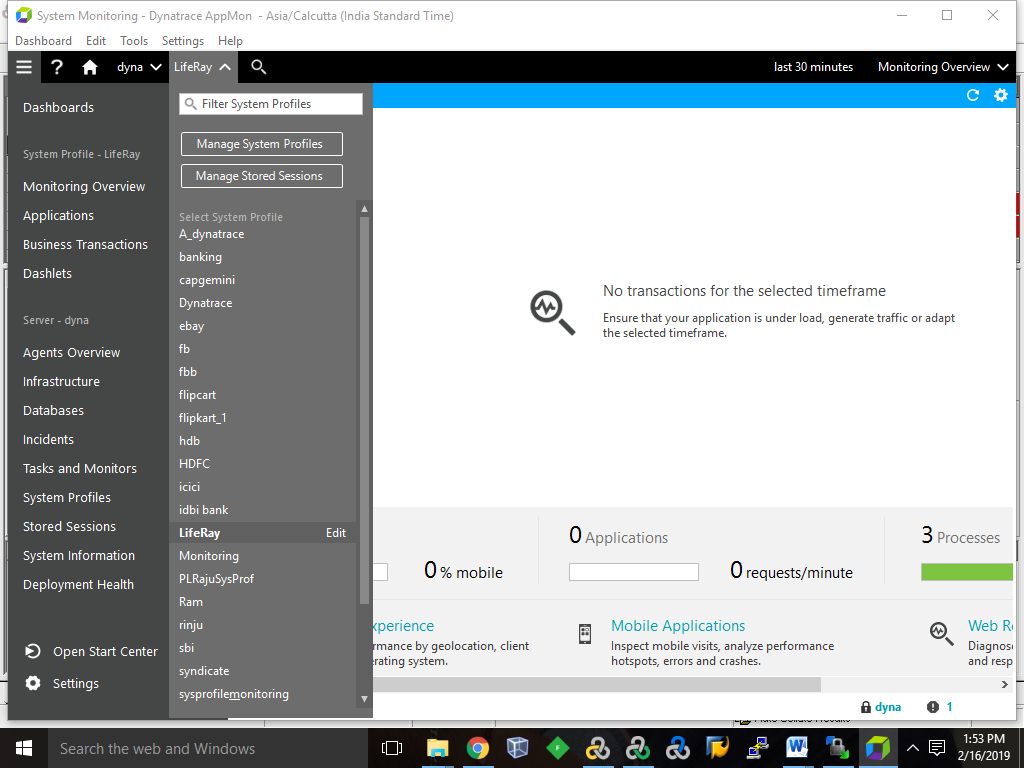 System Monitoring - Dynatrace AppMon - Asia/Calcutta (India Standard Time)
Dashboard Edit Tools Settings Help
? dyna LifeRay last 30 minutes Monitoring Overview
Dashboards
System Profile - LifeRay
Monitoring Overview
Applications
Business Transactions
Dashlets
Server - dyna
Agents Overview
Infrastructure
Databases
Incidents
Tasks and Monitors
System Profiles
Stored Sessions
System Information
Deployment Health
Open Start Center
Settings
Filter System Profiles
Manage System Profiles
Manage Stored Sessions
Select System Profile
A_dynatrace
banking
capgemini
Dynatrace
ebay
fb
fbb
flipcart
flipkart_1
hdb
HDFC
icici
idbi bank
LifeRay Edit
Monitoring
PLRajuSysProf
Ram
rinju
sbi
syndicate
sysprofilemonitoring
No transactions for the selected timeframe
Ensure that your application is under load, generate traffic or adapt
the selected timeframe.
0 Applications 3 Processes
0 % mobile 0 requests/minute
xperience Mobile Applications Web R
rmance by geolocation, client Inspect mobile visits, analyze performance Diagnos
erating system. hotspots, errors and crashes. and resp
dyna 1
Search the web and Windows
1:53 PM
2/16/2019